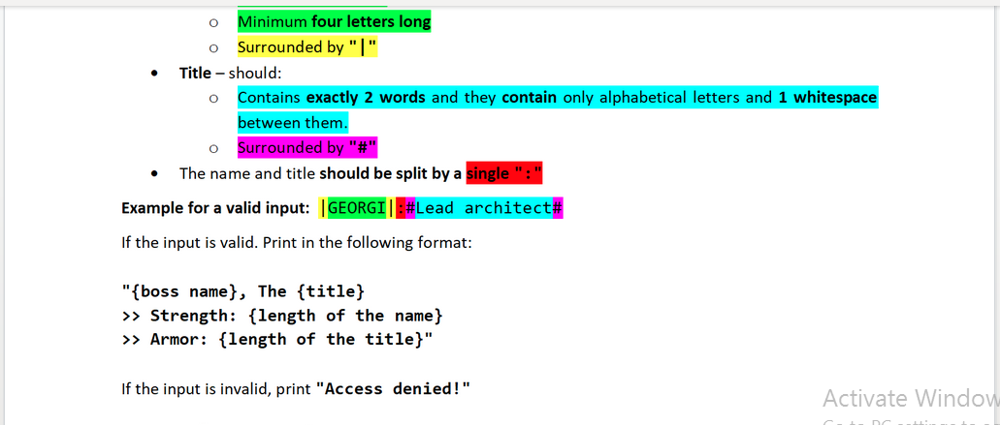 o Minimum four letters long
o Surrounded by "|"
• Title – should:
o Contains exactly 2 words and they contain only alphabetical letters and 1 whitespace
between them.
o Surrounded by "#"
• The name and title should be split by a single ":"
Example for a valid input: |GEORGI|:#Lead architect#
If the input is valid. Print in the following format:
"{boss name}, The {title}
>> Strength: {length of the name}
>> Armor: {length of the title}"
If the input is invalid, print "Access denied!"
Activate Window